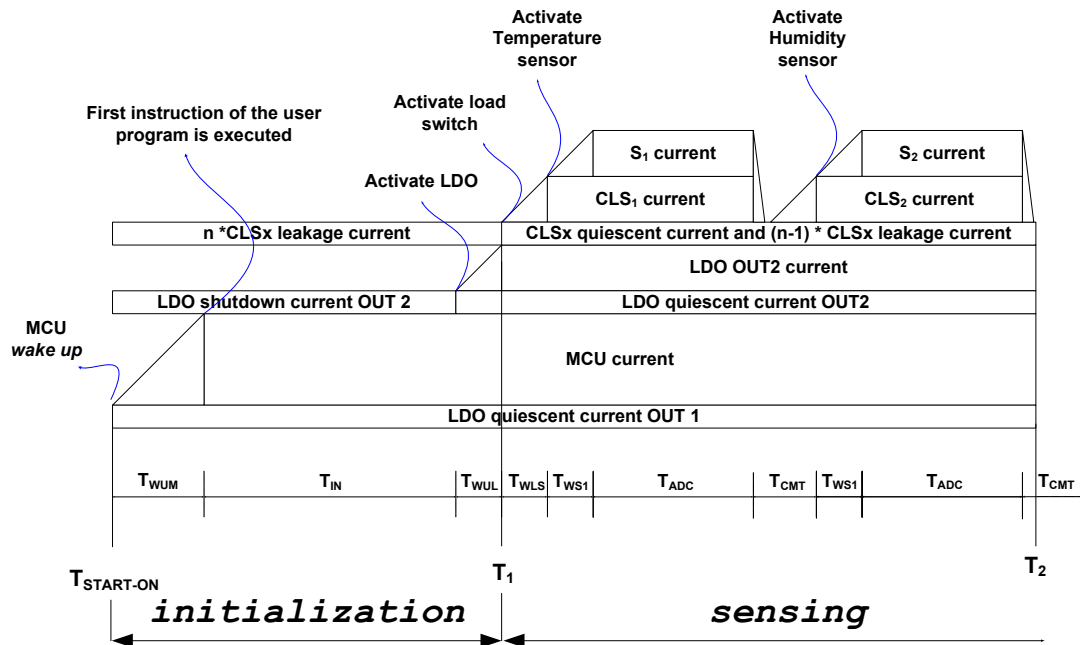 Activate
Temperature
sensor
Activate
Humidity
sensor
First instruction of the user
program is executed
Activate load
switch
Activate LDO
S1 current
S2 current
CLS1 current
CLS2 current
n *CLSx leakage current
CLSx quiescent current and (n-1) * CLSx leakage current
LDO OUT2 current
LDO shutdown current OUT 2
LDO quiescent current OUT2
MCU
wake up
MCU current
LDO quiescent current OUT 1
TWUM
TIN
TWUL
TWLS
TWS1
TADC
TCMT
TWS1
TADC
TCMT
TSTART-ON
T1
T2
initialization
sensing